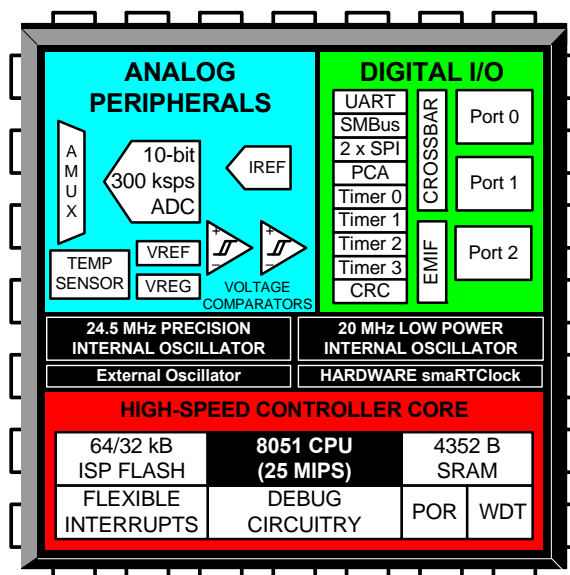 ANALOG
PERIPHERALS
A
M
U
X
10-bit
300 ksps
ADC
IREF
TEMP
SENSOR
VREF
VREG
+
–
+
–
VOLTAGE
COMPARATORS
DIGITAL I/O
UART
SMBus
2 x SPI
PCA
Timer 0
Timer 1
Timer 2
Timer 3
CRC
CROSSBAR
EMIF
Port 0
Port 1
Port 2
24.5 MHz PRECISION
INTERNAL OSCILLATOR
20 MHz LOW POWER
INTERNAL OSCILLATOR
External Oscillator
HARDWARE smaRTClock
HIGH-SPEED CONTROLLER CORE
64/32 kB
ISP FLASH
8051 CPU
(25 MIPS)
4352 B
SRAM
FLEXIBLE
INTERRUPTS
DEBUG
CIRCUITRY
POR
WDT